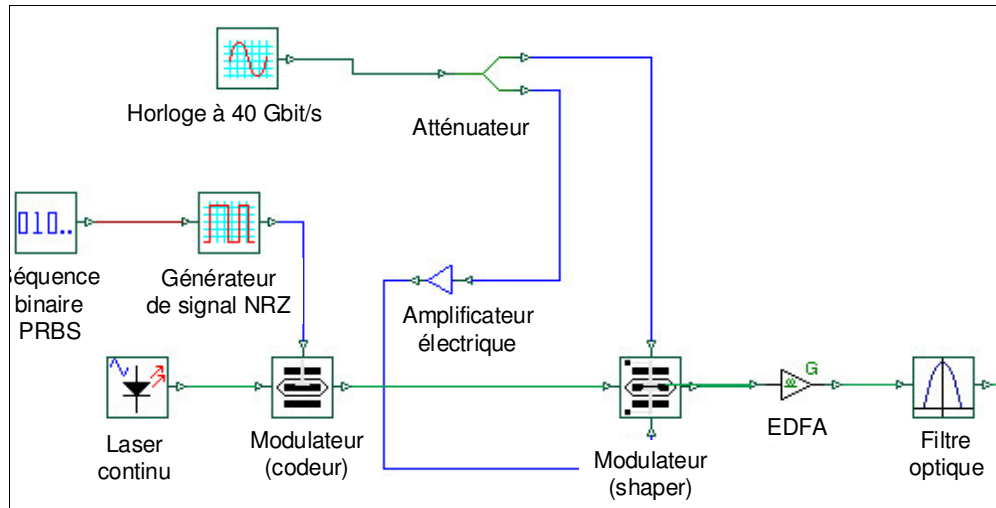 Horloge à 40 Gbit/s
Atténuateur
010..
Séquence
binaire
PRBS
Générateur
de signal NRZ
Amplificateur
électrique
G
Laser
continu
Modulateur
(codeur)
Modulateur
(shaper)
EDFA
Filtre
optique